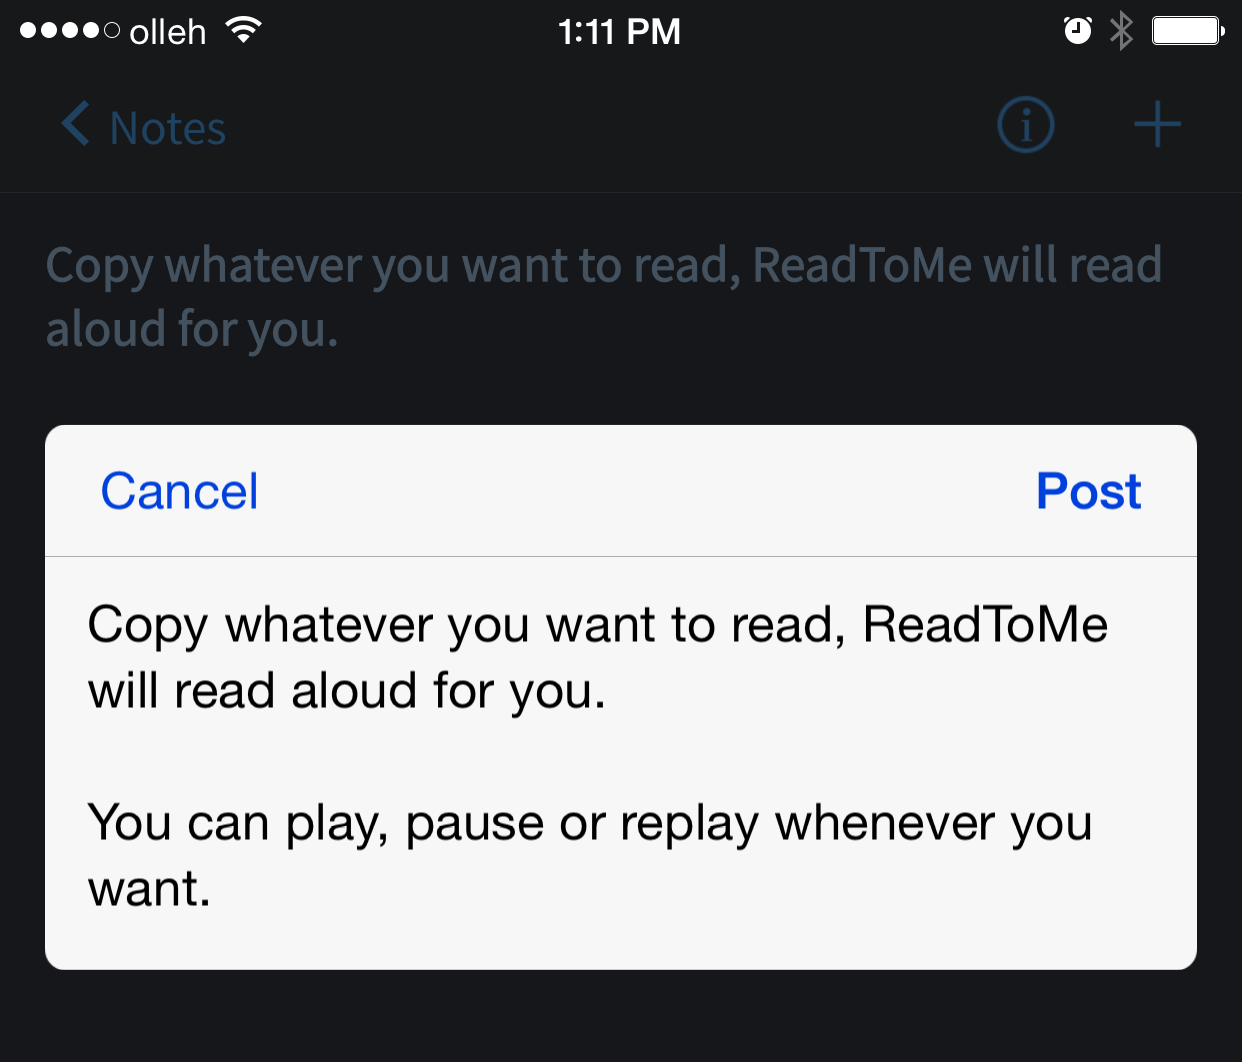 olleh 1:11 PM
Notes
Copy whatever you want to read, ReadToMe will read
aloud for you.
Cancel Post
Copy whatever you want to read, ReadToMe
will read aloud for you.
You can play, pause or replay whenever you
want.